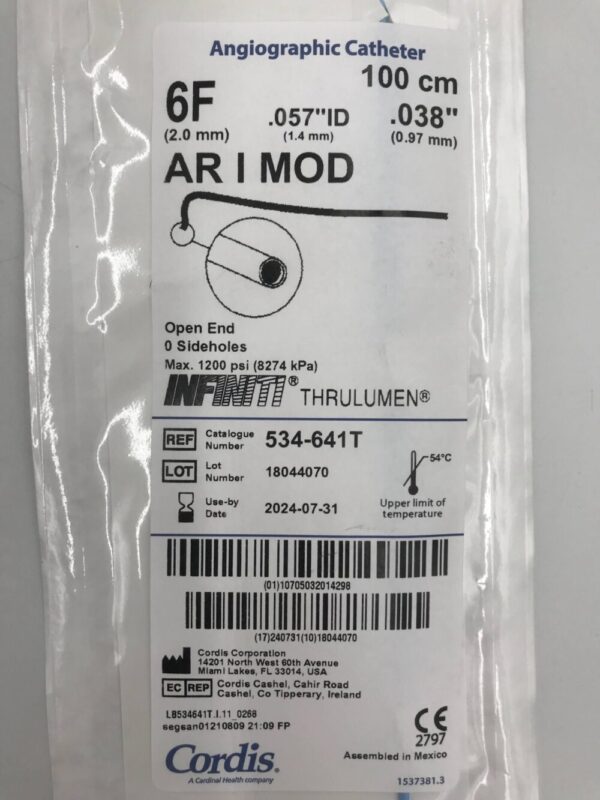 Angiographic Catheter
100 cm
6F .057"ID .038"
(2.0 mm) (1.4 mm) (0.97 mm)
AR I MOD
Open End
0 Sideholes
Max. 1200 psi (8274 kPa)
INFINITI® THRULUMEN®
REF Catalogue Number 534-641T
LOT Lot Number 18044070
54°C
Use-by Date 2024-07-31
Upper limit of temperature
(01)10705032014298
(17)240731(10)18044070
Cordis Corporation
14201 North West 60th Avenue
Miami Lakes, FL 33014, USA
EC REP Cordis Cashel, Cahir Road
Cashel, Co Tipperary, Ireland
LB534641T.I.11_0268
segsan01210809 21:09 FP
CE
2797
Cordis.
A Cardinal Health company
Assembled in Mexico
1537381.3